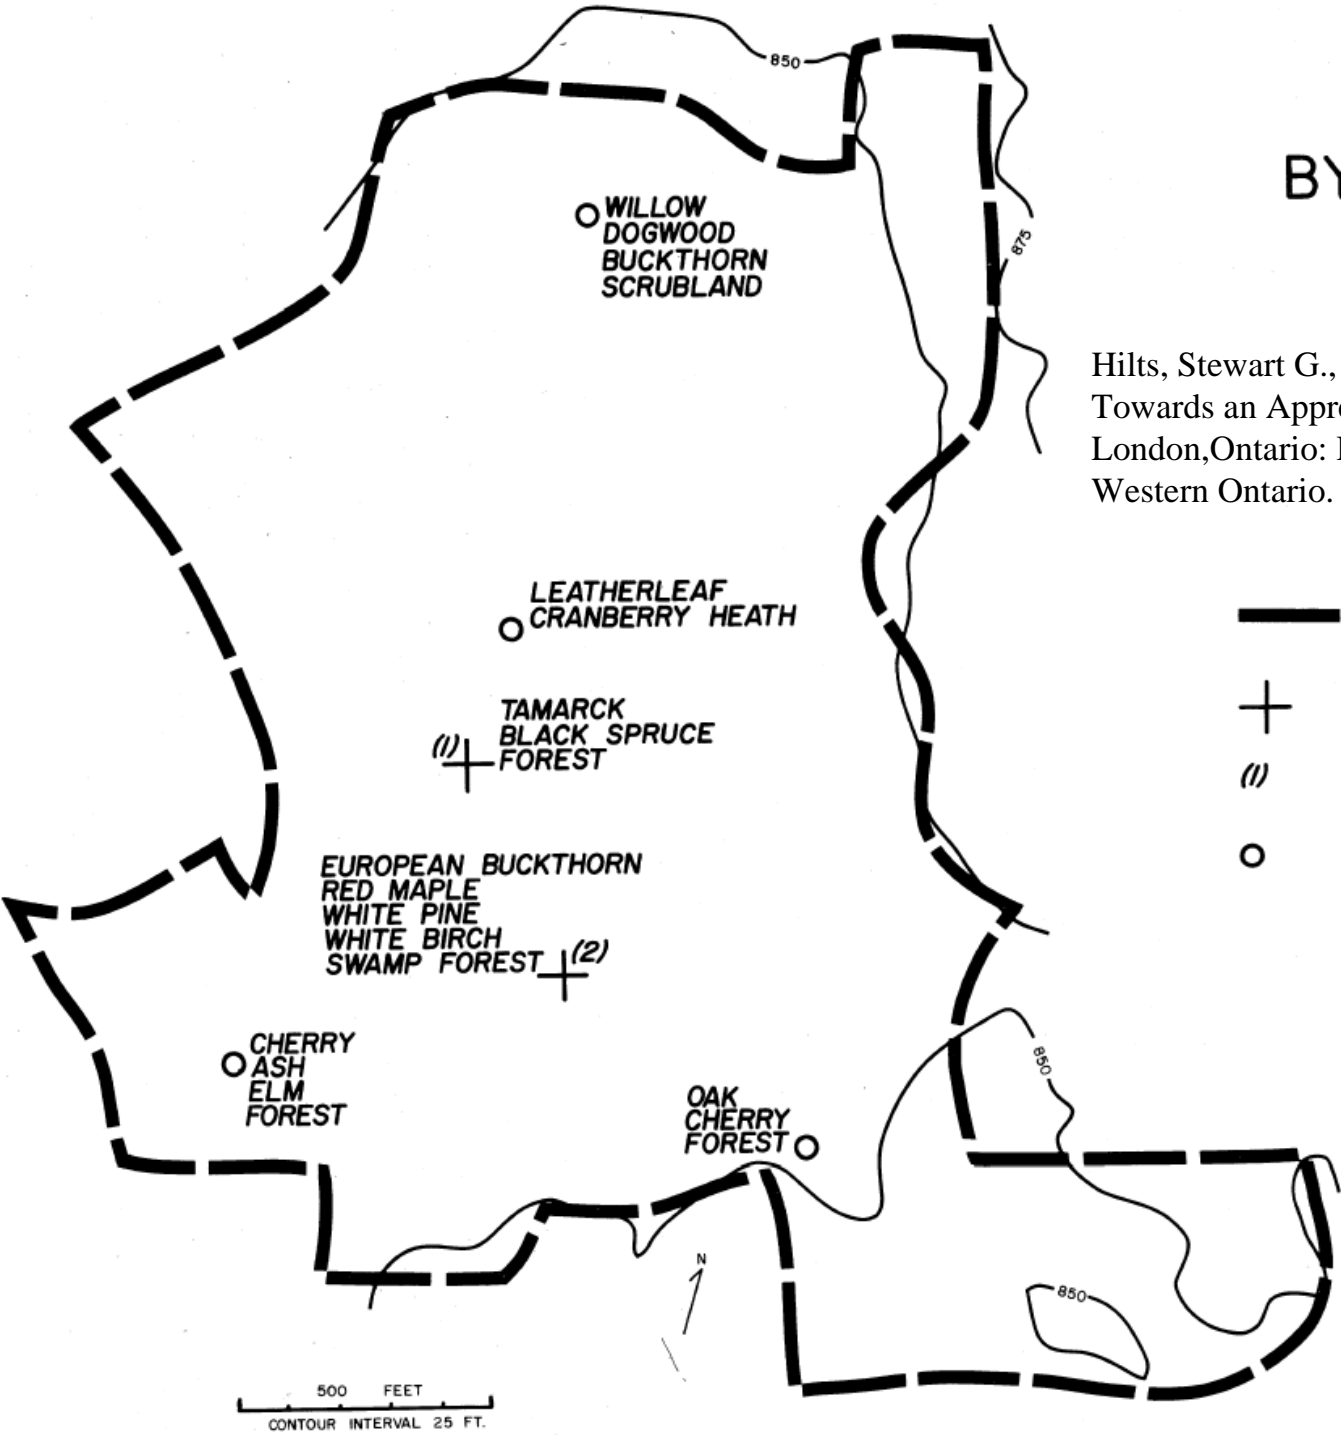 850
BY
WILLOW
DOGWOOD
BUCKTHORN
SCRUBLAND
875
Hilts, Stewart G.,
Towards an Appr
London,Ontario:
Western Ontario.
LEATHERLEAF
CRANBERRY HEATH
TAMARCK
BLACK SPRUCE
FOREST
(1)
(1)
EUROPEAN BUCKTHORN
RED MAPLE
WHITE PINE
WHITE BIRCH
SWAMP FOREST
(2)
CHERRY
ASH
ELM
FOREST
850
OAK
CHERRY
FOREST
N
850
500 FEET
CONTOUR INTERVAL 25 FT.